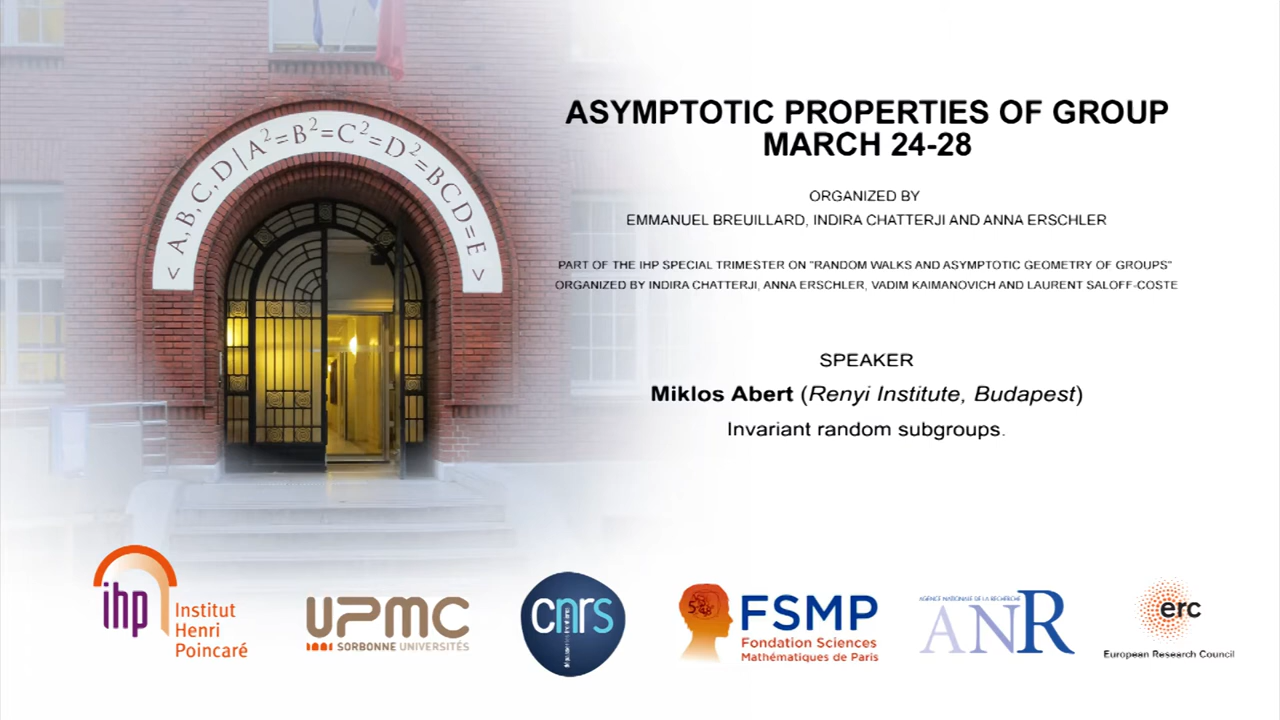 < A,B,C,D | A²=B²=C²=D²=BCD=E >
ASYMPTOTIC PROPERTIES OF GROUP
MARCH 24-28
ORGANIZED BY
EMMANUEL BREUILLARD, INDIRA CHATTERJI AND ANNA ERSCHLER
PART OF THE IHP SPECIAL TRIMESTER ON "RANDOM WALKS AND ASYMPTOTIC GEOMETRY OF GROUPS"
ORGANIZED BY INDIRA CHATTERJI, ANNA ERSCHLER, VADIM KAIMANOVICH AND LAURENT SALOFF-COSTE
SPEAKER
Miklos Abert (Renyi Institute, Budapest)
Invariant random subgroups.
ihp
Institut
Henri
Poincaré
UPMC
SORBONNE UNIVERSITÉS
cnrs
FSMP
Fondation Sciences
Mathématiques de Paris
AGENCE NATIONALE DE LA RECHERCHE
ANR
erc
European Research Council